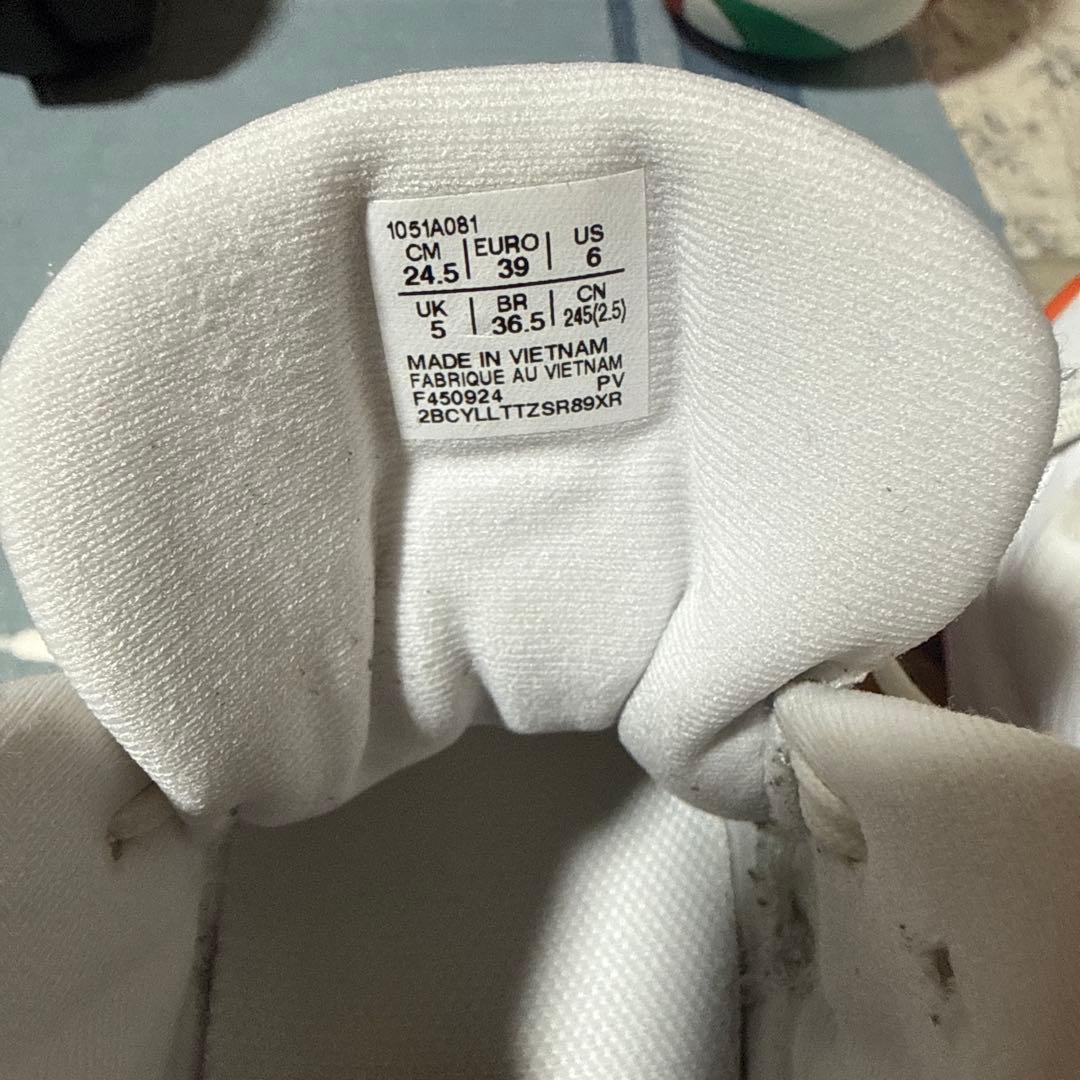 1051A081
CM | EURO | US
24.5 | 39 | 6
UK | BR | CN
5 | 36.5 | 245(2.5)
MADE IN VIETNAM
FABRIQUE AU VIETNAM
F450924 PV
2BCYLLTTZSR89XR